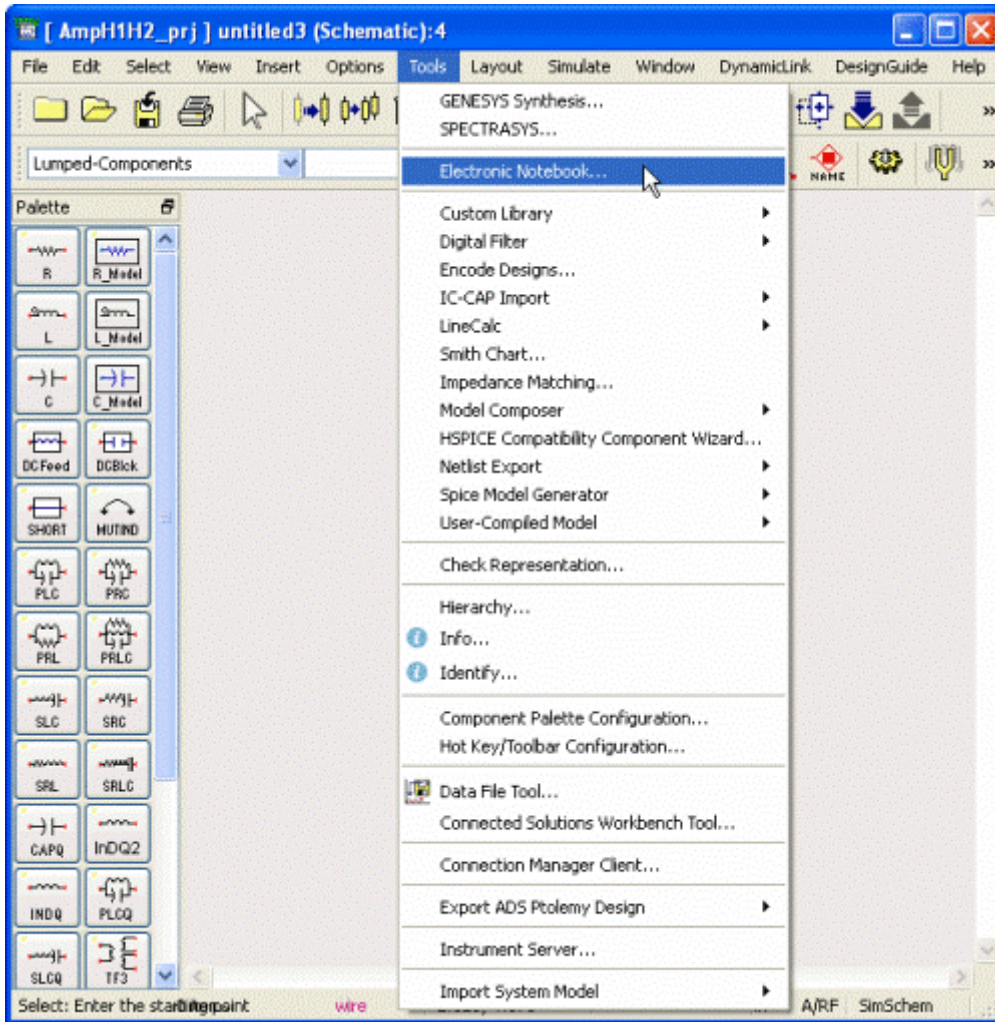 [ AmpH1H2_prj ] untitled3 (Schematic):4
File Edit Select View Insert Options Tools Layout Simulate Window DynamicLink DesignGuide Help
Lumped-Components
NAME
Palette
R R_Model
L L_Model
C C_Model
DCFeed DCBlck
SHORT MUTIND
PLC PRC
PRL PRLC
SLC SRC
SRL SRLC
CAPQ InDQ2
INDQ PLCQ
SLCQ TF3
GENESYS Synthesis...
SPECTRASYS...
Electronic Notebook...
Custom Library
Digital Filter
Encode Designs...
IC-CAP Import
LineCalc
Smith Chart...
Impedance Matching...
Model Composer
HSPICE Compatibility Component Wizard...
Netlist Export
Spice Model Generator
User-Compiled Model
Check Representation...
Hierarchy...
Info...
Identify...
Component Palette Configuration...
Hot Key/Toolbar Configuration...
Data File Tool...
Connected Solutions Workbench Tool...
Connection Manager Client...
Export ADS Ptolemy Design
Instrument Server...
Import System Model
Select: Enter the starting point wire A/RF SimSchem